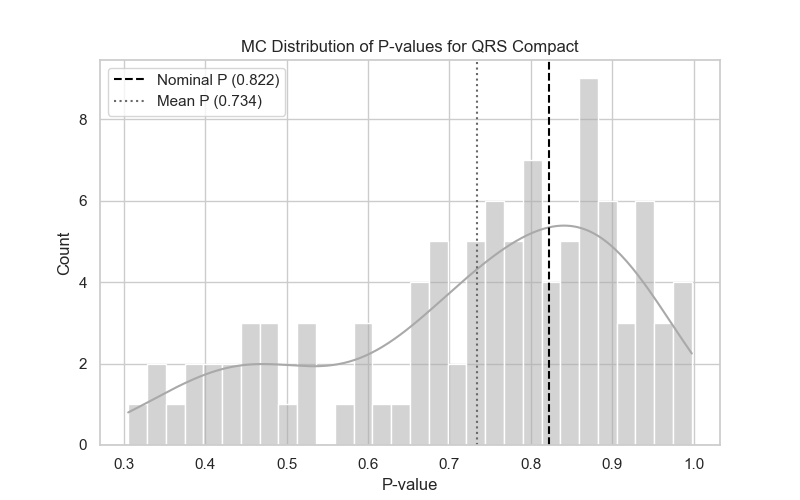 MC Distribution of P-values for QRS Compact
Nominal P (0.822)
Mean P (0.734)
Count
8
6
4
2
0
0.3 0.4 0.5 0.6 0.7 0.8 0.9 1.0
P-value